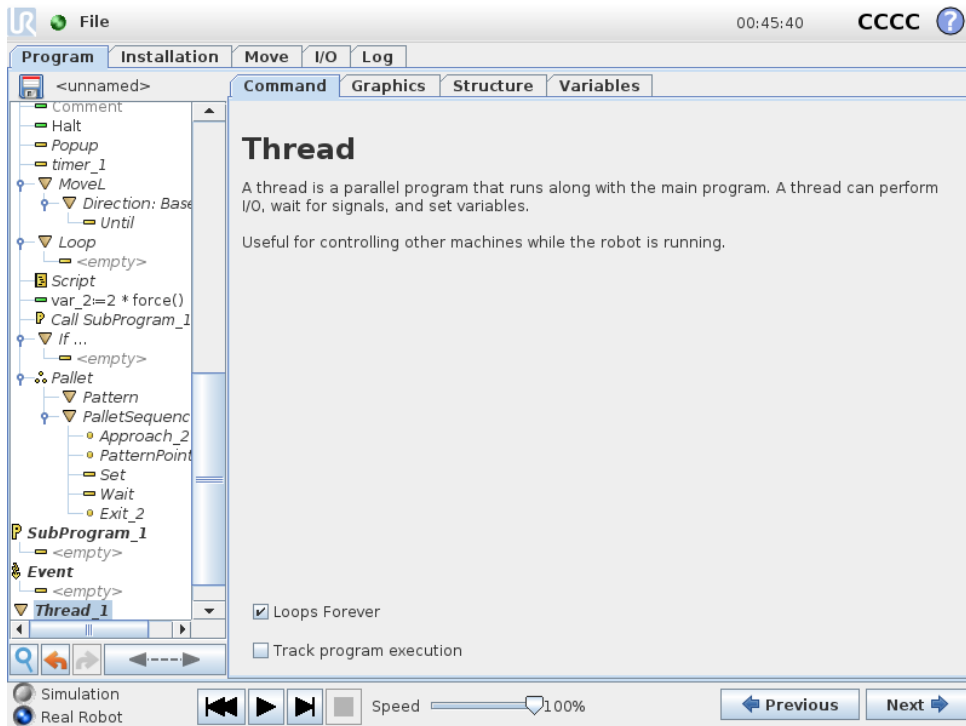 UR
File
00:45:40
CCCC
?
Program
Installation
Move
I/O
Log
<unnamed>
Command
Graphics
Structure
Variables
Comment
Halt
Popup
timer_1
MoveL
Direction: Base
Until
Loop
<empty>
Script
var_2:=2 * force()
Call SubProgram_1
If ...
<empty>
Pallet
Pattern
PalletSequenc
Approach_2
PatternPoint
Set
Wait
Exit_2
SubProgram_1
<empty>
Event
<empty>
Thread_1
Thread
A thread is a parallel program that runs along with the main program. A thread can perform
I/O, wait for signals, and set variables.
Useful for controlling other machines while the robot is running.
Loops Forever
Track program execution
Simulation
Real Robot
Speed
100%
Previous
Next